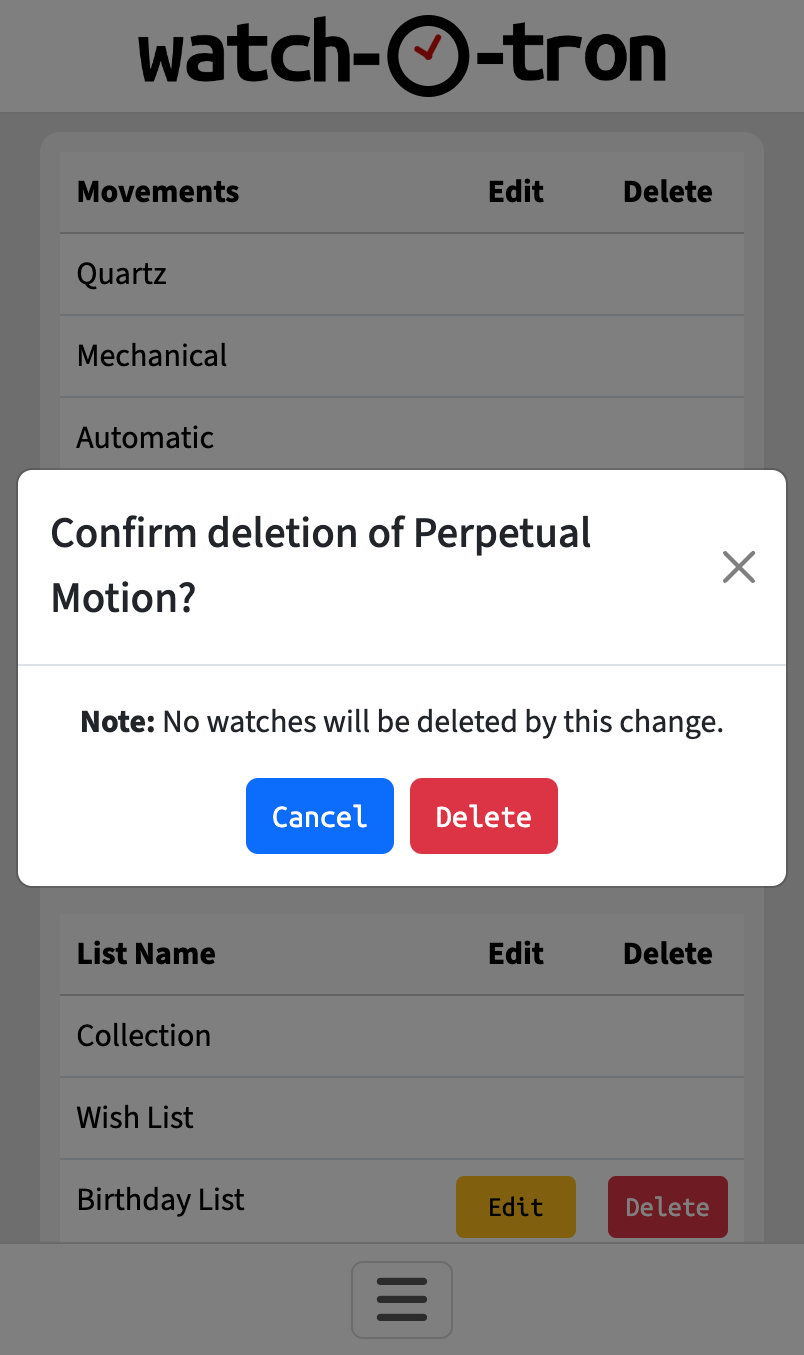 watch-O-tron
Movements Edit Delete
Quartz
Mechanical
Automatic
Confirm deletion of Perpetual
Motion?
Note: No watches will be deleted by this change.
Cancel Delete
List Name Edit Delete
Collection
Wish List
Birthday List Edit Delete